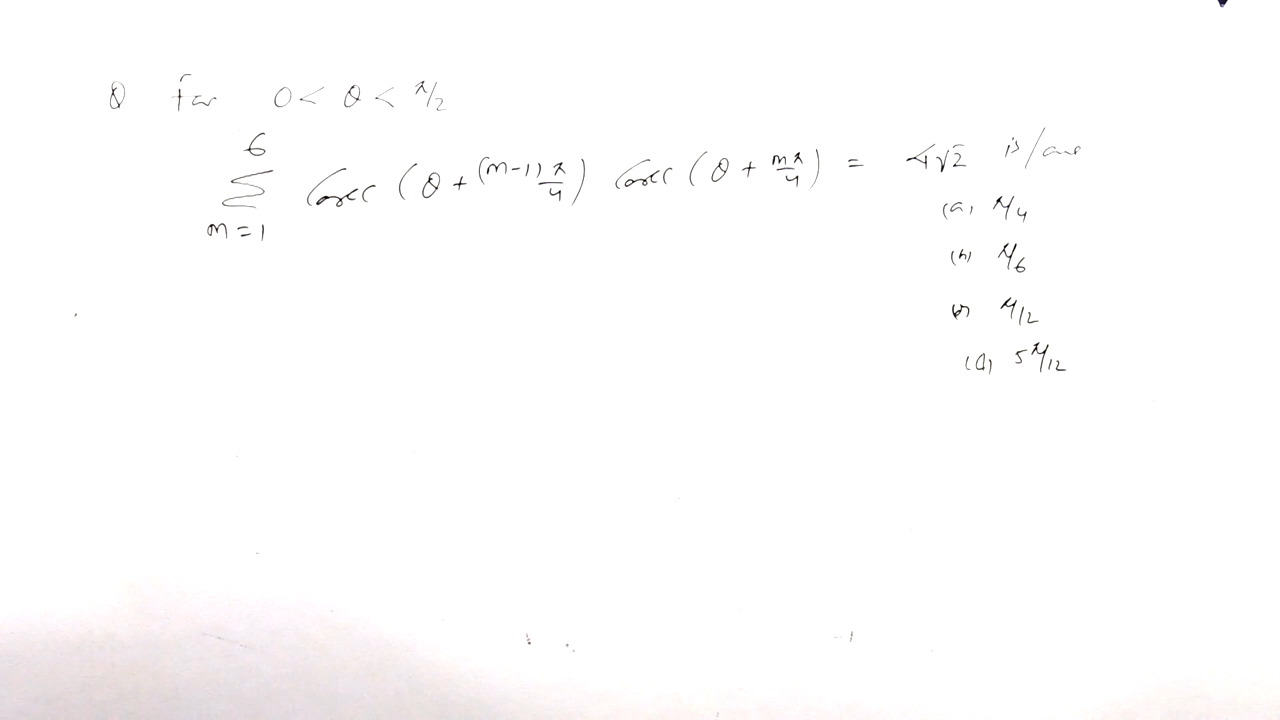 Q For 0 < θ < π/2
6
∑ Cosec (θ + (m-1)π/4) Cosec (θ + mπ/4) = 4√2 is/are
m=1
(a) π/4
(b) π/6
π/12
(d) 5π/12